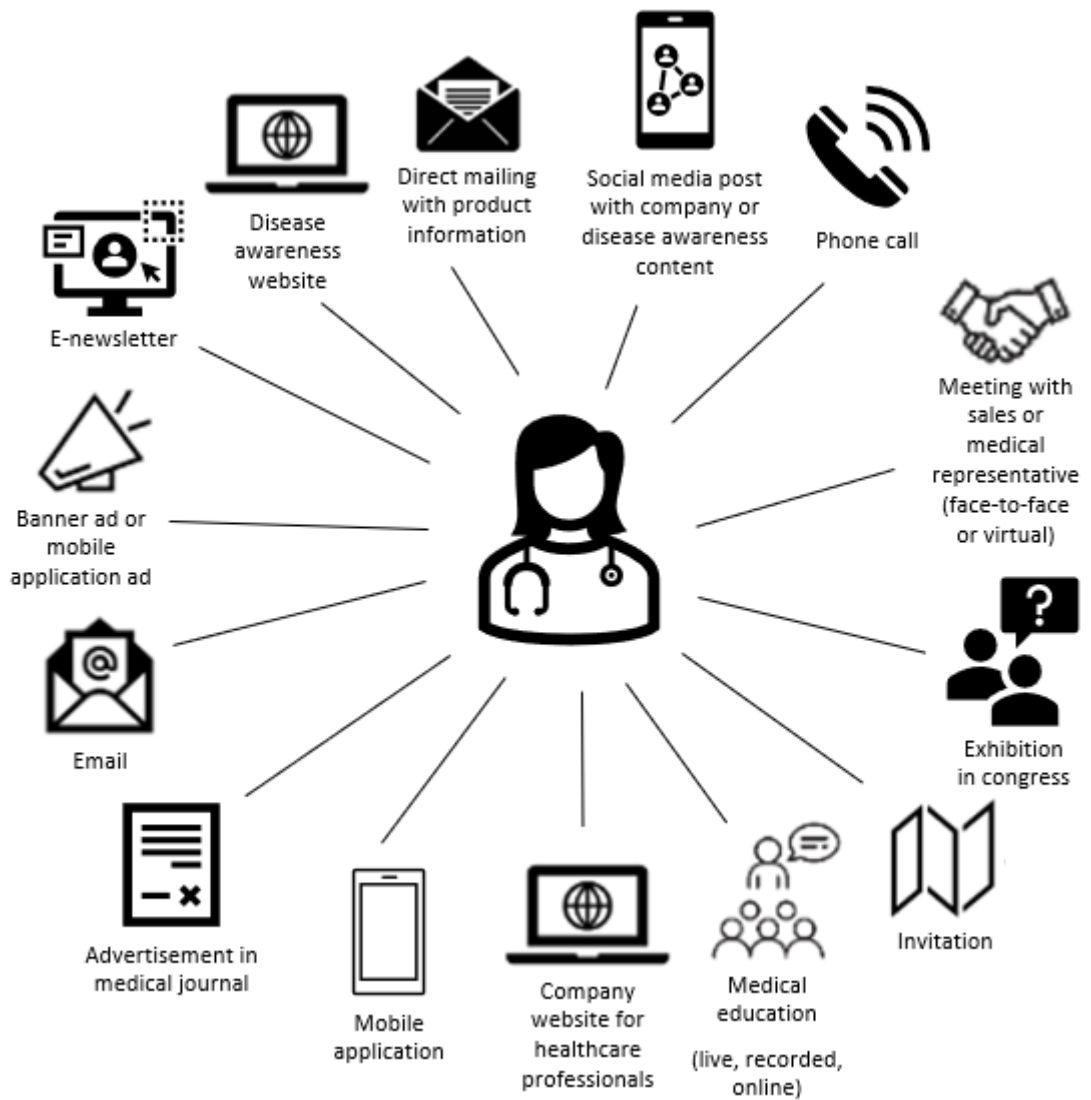 Direct mailing
with product
information
Social media post
with company or
disease awareness
content
Phone call
Disease
awareness
website
E-newsletter
Meeting with
sales or
medical
representative
(face-to-face
or virtual)
Banner ad or
mobile
application ad
Email
Exhibition
in congress
Advertisement in
medical journal
Mobile
application
Company
website for
healthcare
professionals
Medical
education
(live, recorded,
online)
Invitation